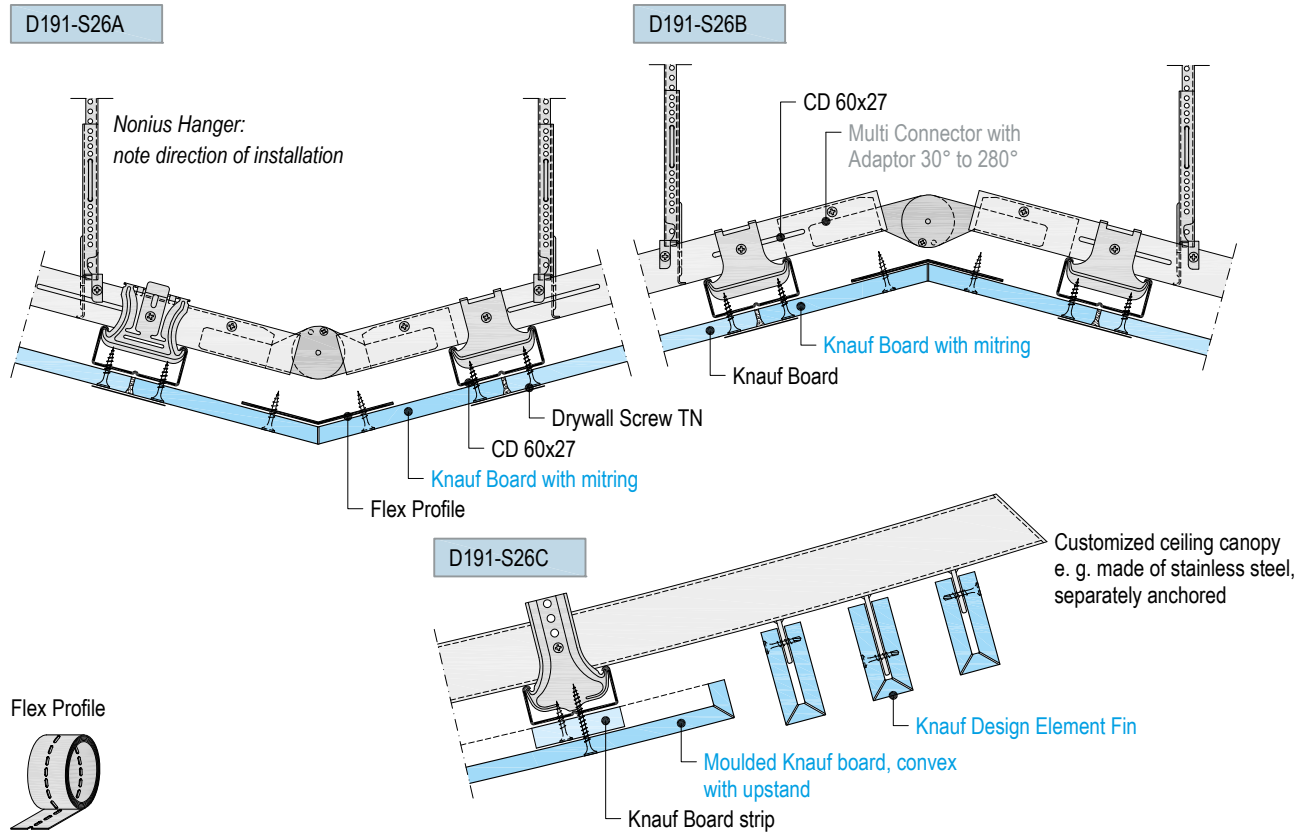 D191-S26A
D191-S26B
Nonius Hanger:
note direction of installation
CD 60x27
Multi Connector with
Adaptor 30° to 280°
Knauf Board with mitring
Knauf Board
Drywall Screw TN
CD 60x27
Knauf Board with mitring
Flex Profile
D191-S26C
Customized ceiling canopy
e. g. made of stainless steel,
separately anchored
Knauf Design Element Fin
Moulded Knauf board, convex
with upstand
Knauf Board strip
Flex Profile